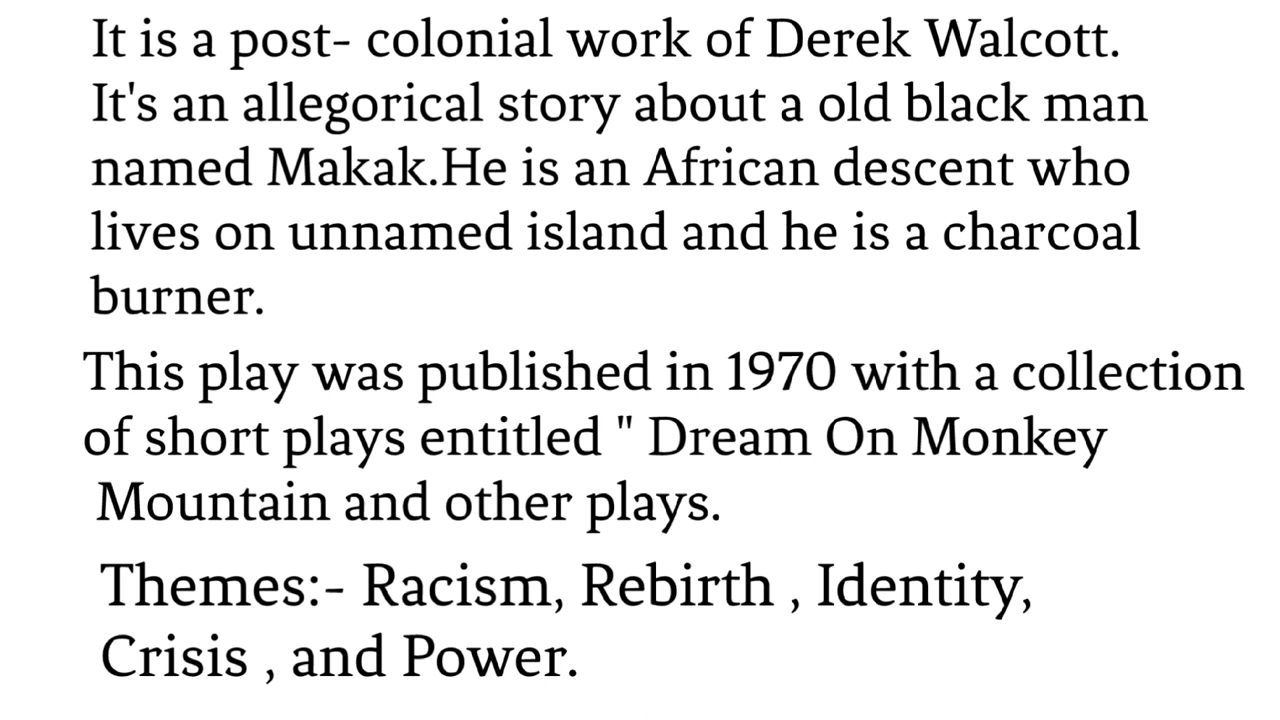 It is a post- colonial work of Derek Walcott.
It's an allegorical story about a old black man
named Makak.He is an African descent who
lives on unnamed island and he is a charcoal
burner.
This play was published in 1970 with a collection
of short plays entitled " Dream On Monkey
Mountain and other plays.
Themes:- Racism, Rebirth , Identity,
Crisis , and Power.